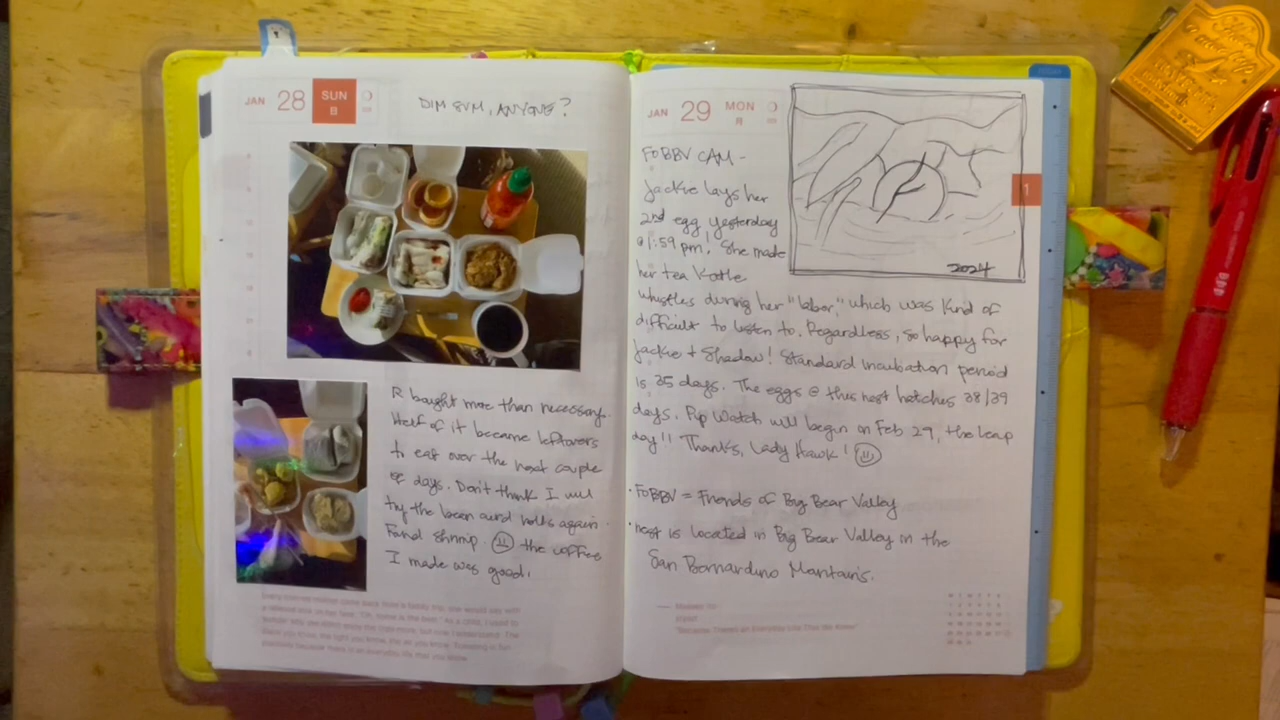 JAN 28 SUN 日
DIM SUM, ANYONE?
R bought more than necessary.
Half of it became leftovers
to eat over the next couple
of days. Don't think I will
try the bean curd rolls again.
the coffee
I made was good!
TODAY
JAN 29 MON 月
1
2024
FOBBV CAM -
Jackie lays her
2nd egg yesterday
@ 1:59 pm! She made
her tea kettle
whistles during her "labor," which was kind of
difficult to listen to. Regardless, so happy for
Jackie + Shadow! Standard incubation period
is 35 days. The eggs @ this nest hatches 38/39
days. Pip Watch will begin on Feb 29, the leap
day!! Thanks, Lady Hawk!
• FOBBV = Friends of Big Bear Valley
• nest is located in Big Bear Valley in the
San Bernardino Mountains.